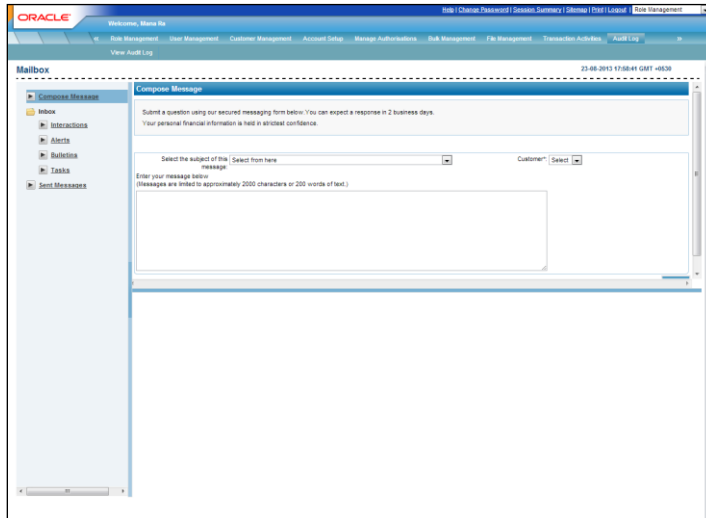 ORACLE
Help | Change Password | Session Summary | Sitemap | Print | Logout | Role Management
Welcome, Mana Ra
Role Management User Management Customer Management Account Setup Manage Authorisations Bulk Management File Management Transaction Activities Audit Log
View Audit Log
Mailbox
23-08-2013 17:58:41 GMT +0530
Compose Message
Inbox
Interactions
Alerts
Bulletins
Tasks
Sent Messages
Compose Message
Submit a question using our secured messaging form below.You can expect a response in 2 business days.
Your personal financial information is held in strictest confidence.
Select the subject of this message: Select from here Customer*: Select
Enter your message below
(Messages are limited to approximately 2000 characters or 200 words of text.)